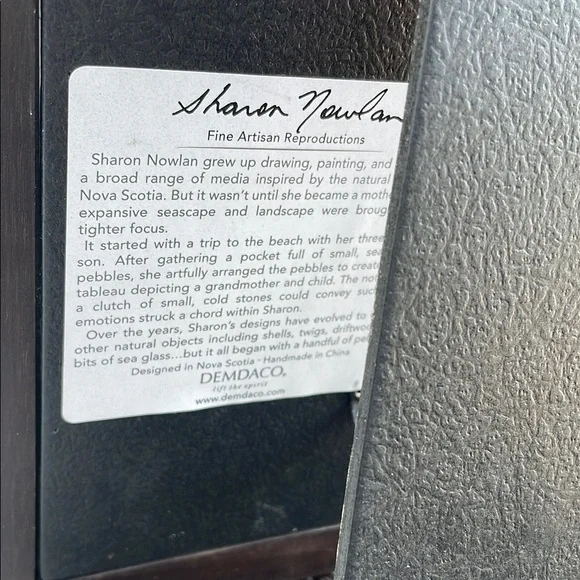 Sharon Nowlan
Fine Artisan Reproductions
Sharon Nowlan grew up drawing, painting, and
a broad range of media inspired by the natural
Nova Scotia. But it wasn't until she became a moth
expansive seascape and landscape were broug
tighter focus.
It started with a trip to the beach with her three
son. After gathering a pocket full of small, sea
pebbles, she artfully arranged the pebbles to create
tableau depicting a grandmother and child. The no
a clutch of small, cold stones could convey suc
emotions struck a chord within Sharon.
Over the years, Sharon's designs have evolved to
other natural objects including shells, twigs, driftwoo
bits of sea glass...but it all began with a handful of pe
Designed in Nova Scotia • Handmade in China
DEMDACO®
lift the spirit
www.demdaco.com